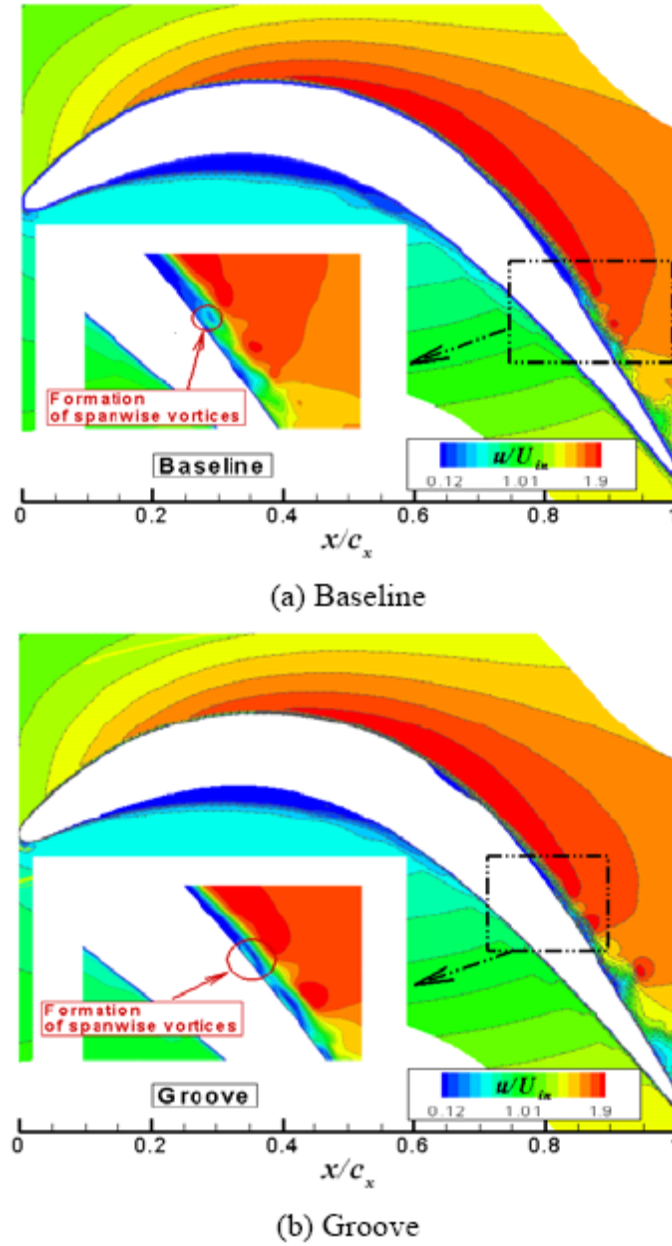 Formation
of spanwise vortices
Baseline
u/U_in
0.12 1.01 1.9
0 0.2 0.4 0.6 0.8 1
x/c_x
(a) Baseline
Formation
of spanwise vortices
Groove
u/U_in
0.12 1.01 1.9
0 0.2 0.4 0.6 0.8 1
x/c_x
(b) Groove